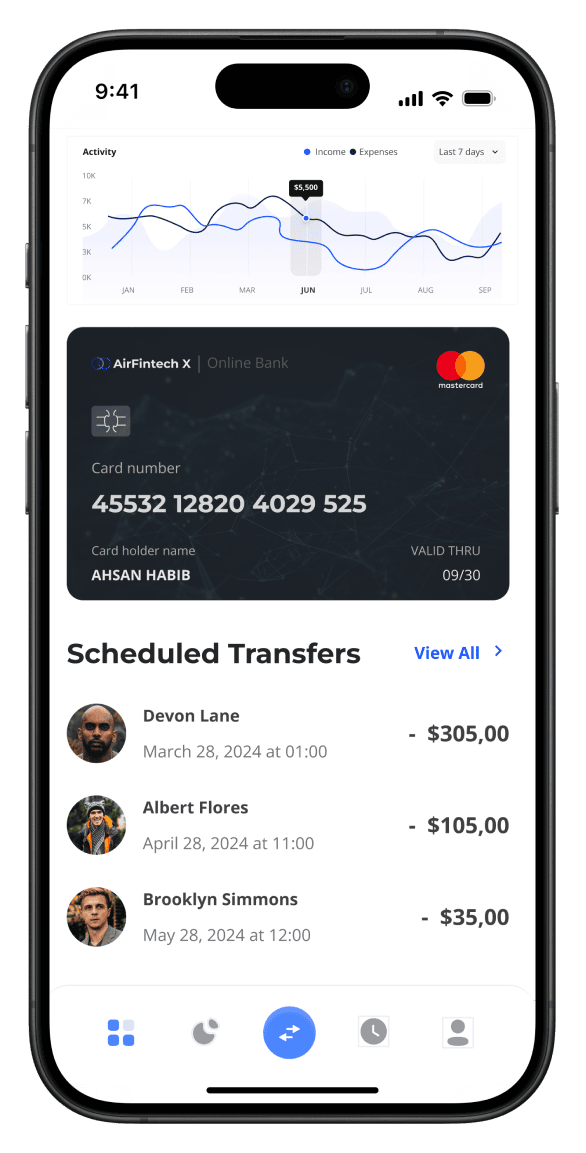 9:41
Activity
Income Expenses
Last 7 days
10K
7K
5K
3K
0K
$5,500
JAN FEB MAR JUN JUL AUG SEP
AirFintech X | Online Bank
mastercard
Card number
45532 12820 4029 525
Card holder name
VALID THRU
AHSAN HABIB
09/30
Scheduled Transfers
View All
Devon Lane
March 28, 2024 at 01:00
- $305,00
Albert Flores
April 28, 2024 at 11:00
- $105,00
Brooklyn Simmons
May 28, 2024 at 12:00
- $35,00